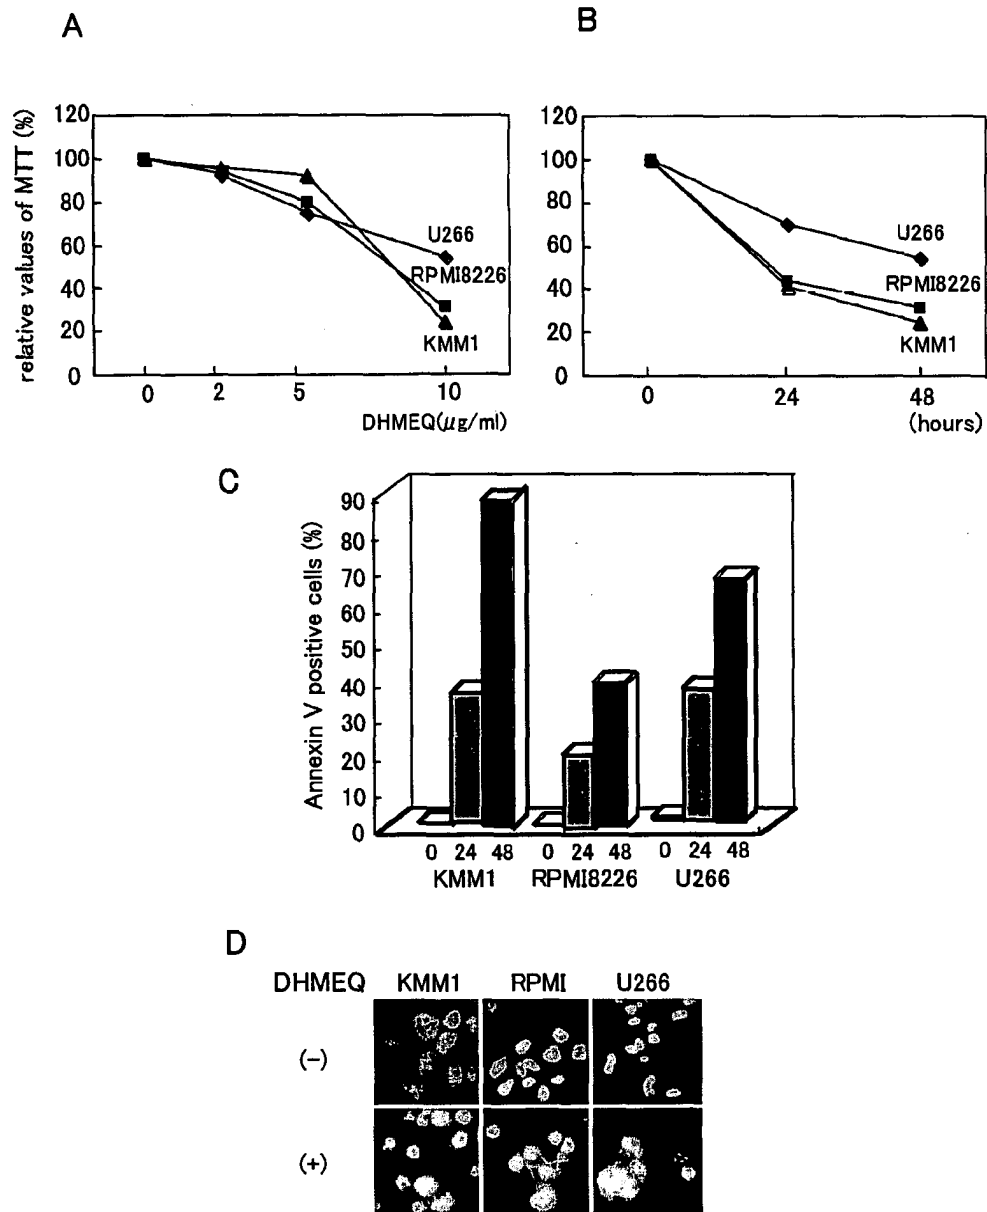 A
B
relative values of MTT (%)
120
100
80
60
40
20
0
U266
RPMI8226
KMM1
0 2 5 10
DHMEQ(μg/ml)
120
100
80
60
40
20
0
U266
RPMI8226
KMM1
0 24 48
(hours)
C
Annexin V positive cells (%)
90
80
70
60
50
40
30
20
10
0
0 24 48 0 24 48 0 24 48
KMM1 RPMI8226 U266
D
DHMEQ KMM1 RPMI U266
(-)
(+)